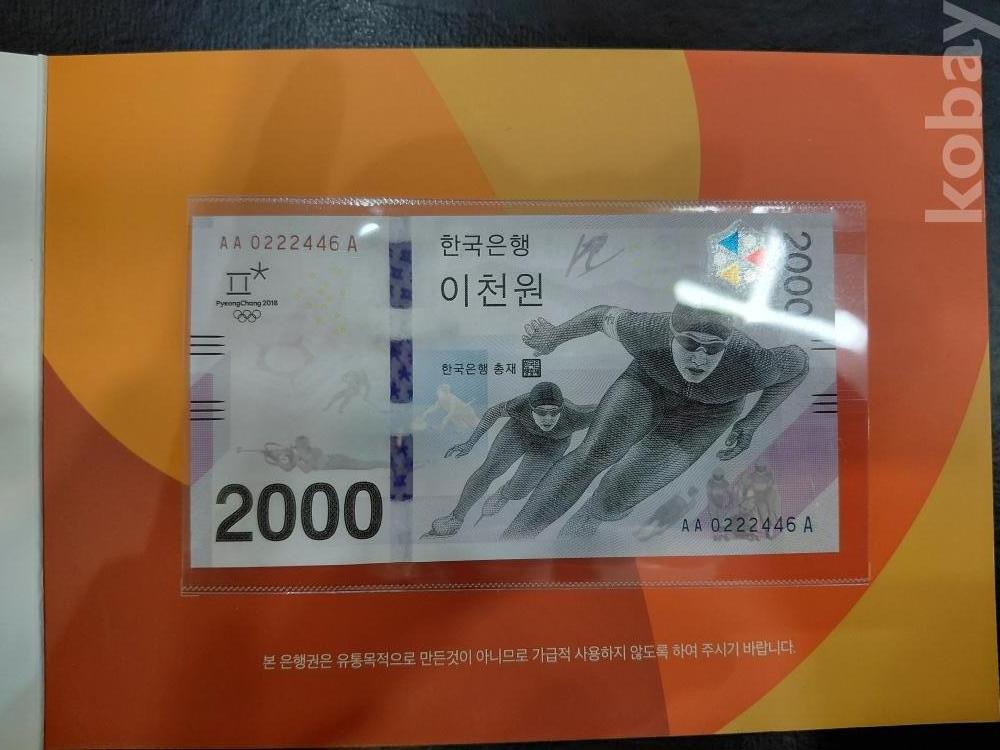 kobay
AA 0222446 A
PyeongChang 2018
한국은행
이천원
2000
한국은행 총재
2000
AA 0222446 A
본 은행권은 유통목적으로 만든것이 아니므로 가급적 사용하지 않도록 하여 주시기 바랍니다.